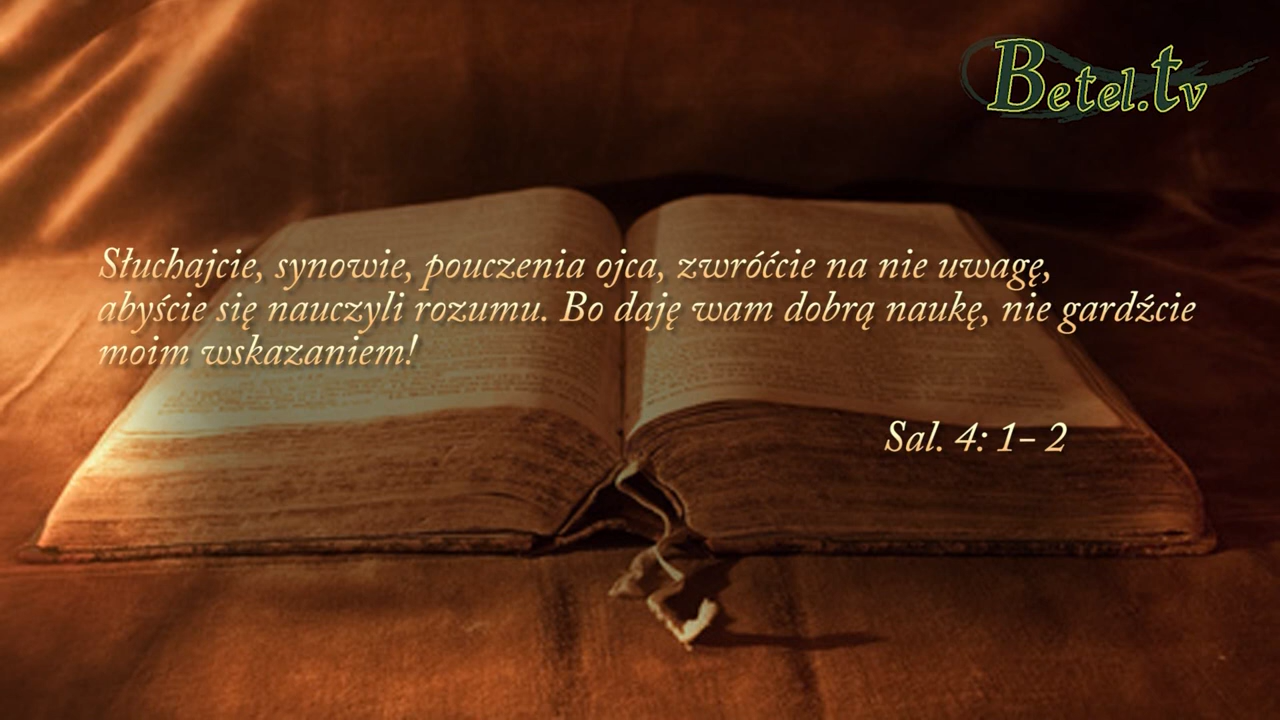 Betel.tv
Słuchajcie, synowie, pouczenia ojca, zwróćcie na nie uwagę,
abyście się nauczyli rozumu. Bo daję wam dobrą naukę, nie gardźcie
moim wskazaniem!
Sal. 4: 1- 2